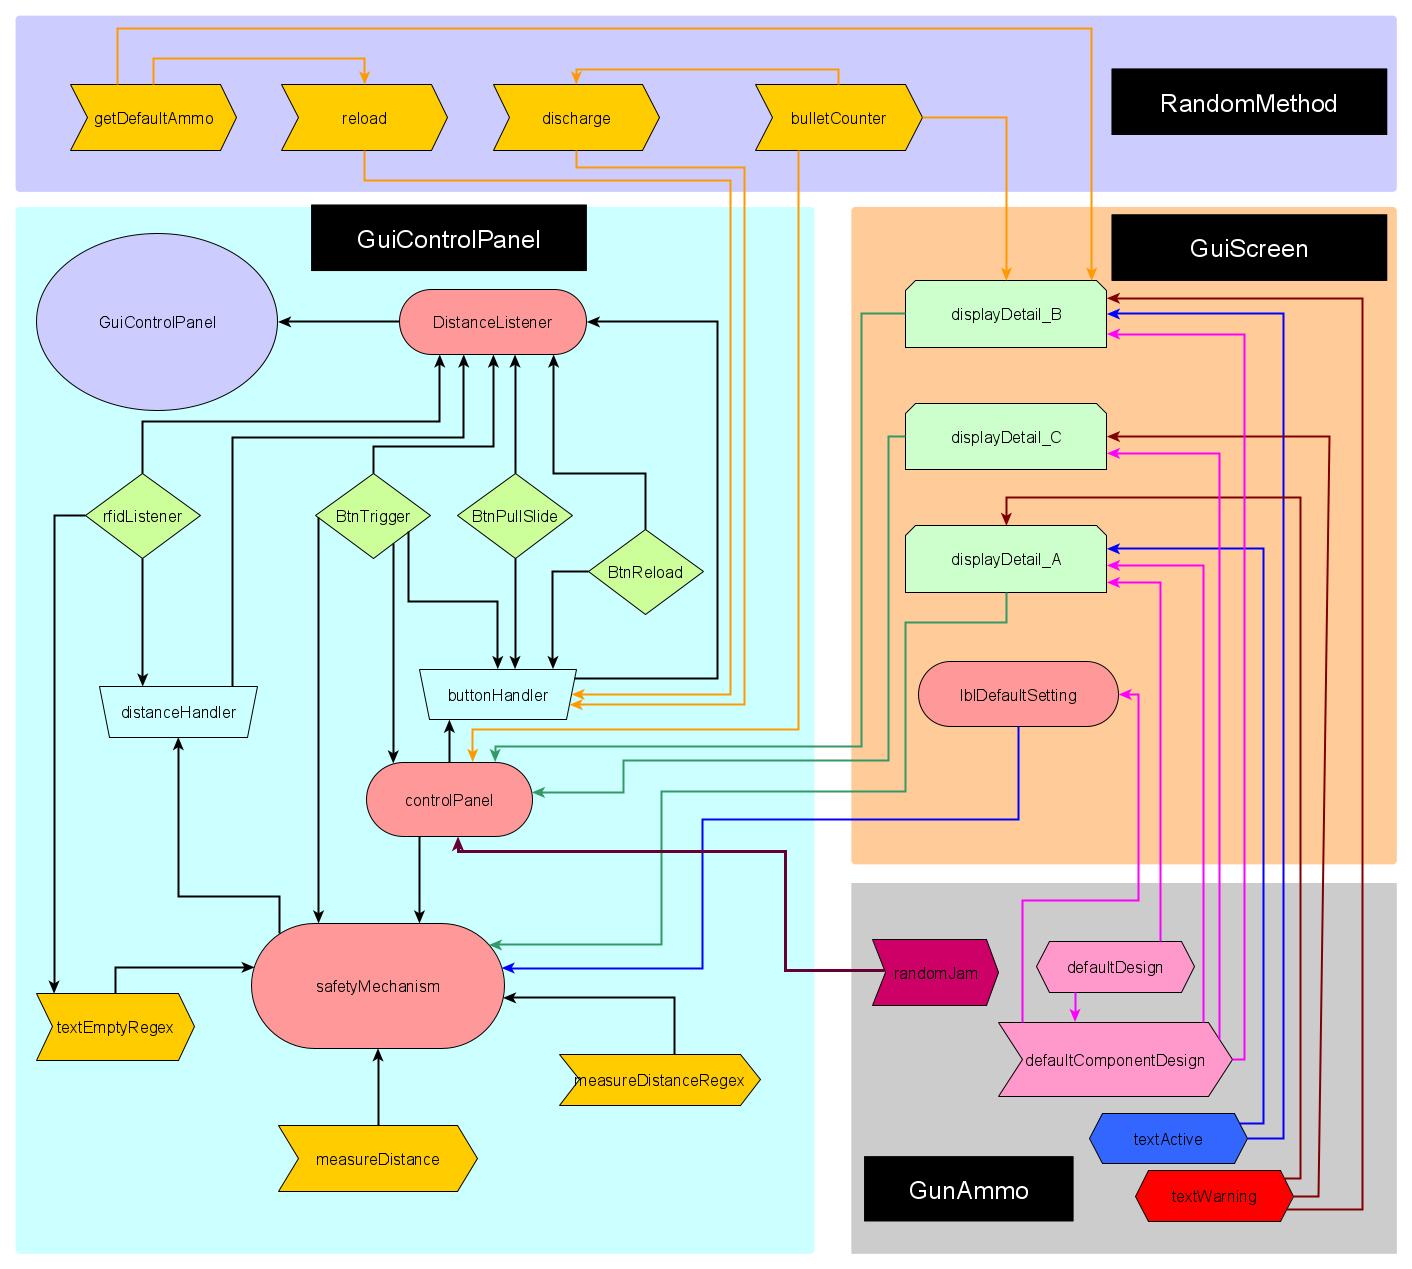 RandomMethod
getDefaultAmmo
reload
discharge
bulletCounter
GuiControlPanel
GuiScreen
GuiControlPanel
DistanceListener
displayDetail_B
displayDetail_C
rfidListener
BtnTrigger
BtnPullSlide
BtnReload
displayDetail_A
distanceHandler
buttonHandler
lblDefaultSetting
controlPanel
safetyMechanism
randomJam
defaultDesign
textEmptyRegex
defaultComponentDesign
measureDistanceRegex
measureDistance
textActive
GunAmmo
textWarning